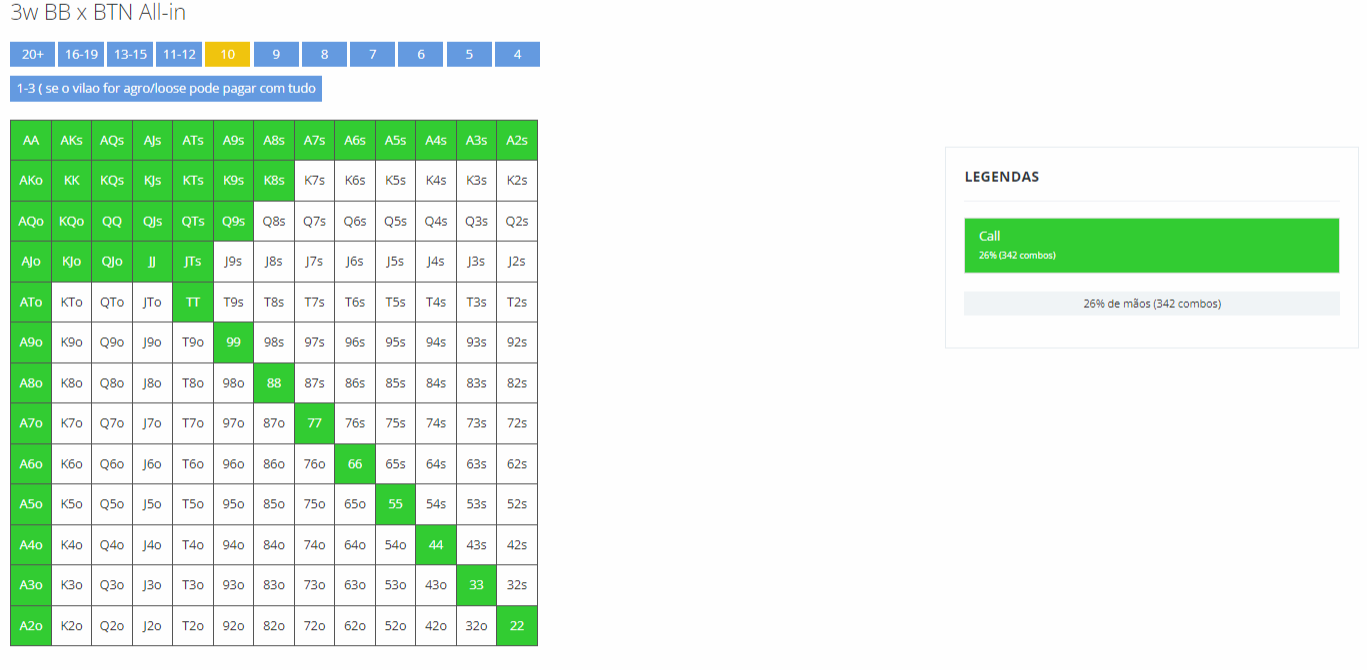 3w BB x BTN All-in
20+ 16-19 13-15 11-12 10 9 8 7 6 5 4
1-3 ( se o vilao for agro/loose pode pagar com tudo
AA AKs AQs AJs ATs A9s A8s A7s A6s A5s A4s A3s A2s
AKo KK KQs KJs KTs K9s K8s K7s K6s K5s K4s K3s K2s
AQo KQo QQ QJs QTs Q9s Q8s Q7s Q6s Q5s Q4s Q3s Q2s
AJo KJo QJo JJ JTs J9s J8s J7s J6s J5s J4s J3s J2s
ATo KTo QTo JTo TT T9s T8s T7s T6s T5s T4s T3s T2s
A9o K9o Q9o J9o T9o 99 98s 97s 96s 95s 94s 93s 92s
A8o K8o Q8o J8o T8o 98o 88 87s 86s 85s 84s 83s 82s
A7o K7o Q7o J7o T7o 97o 87o 77 76s 75s 74s 73s 72s
A6o K6o Q6o J6o T6o 96o 86o 76o 66 65s 64s 63s 62s
A5o K5o Q5o J5o T5o 95o 85o 75o 65o 55 54s 53s 52s
A4o K4o Q4o J4o T4o 94o 84o 74o 64o 54o 44 43s 42s
A3o K3o Q3o J3o T3o 93o 83o 73o 63o 53o 43o 33 32s
A2o K2o Q2o J2o T2o 92o 82o 72o 62o 52o 42o 32o 22
LEGENDAS
Call
26% (342 combos)
26% de mãos (342 combos)